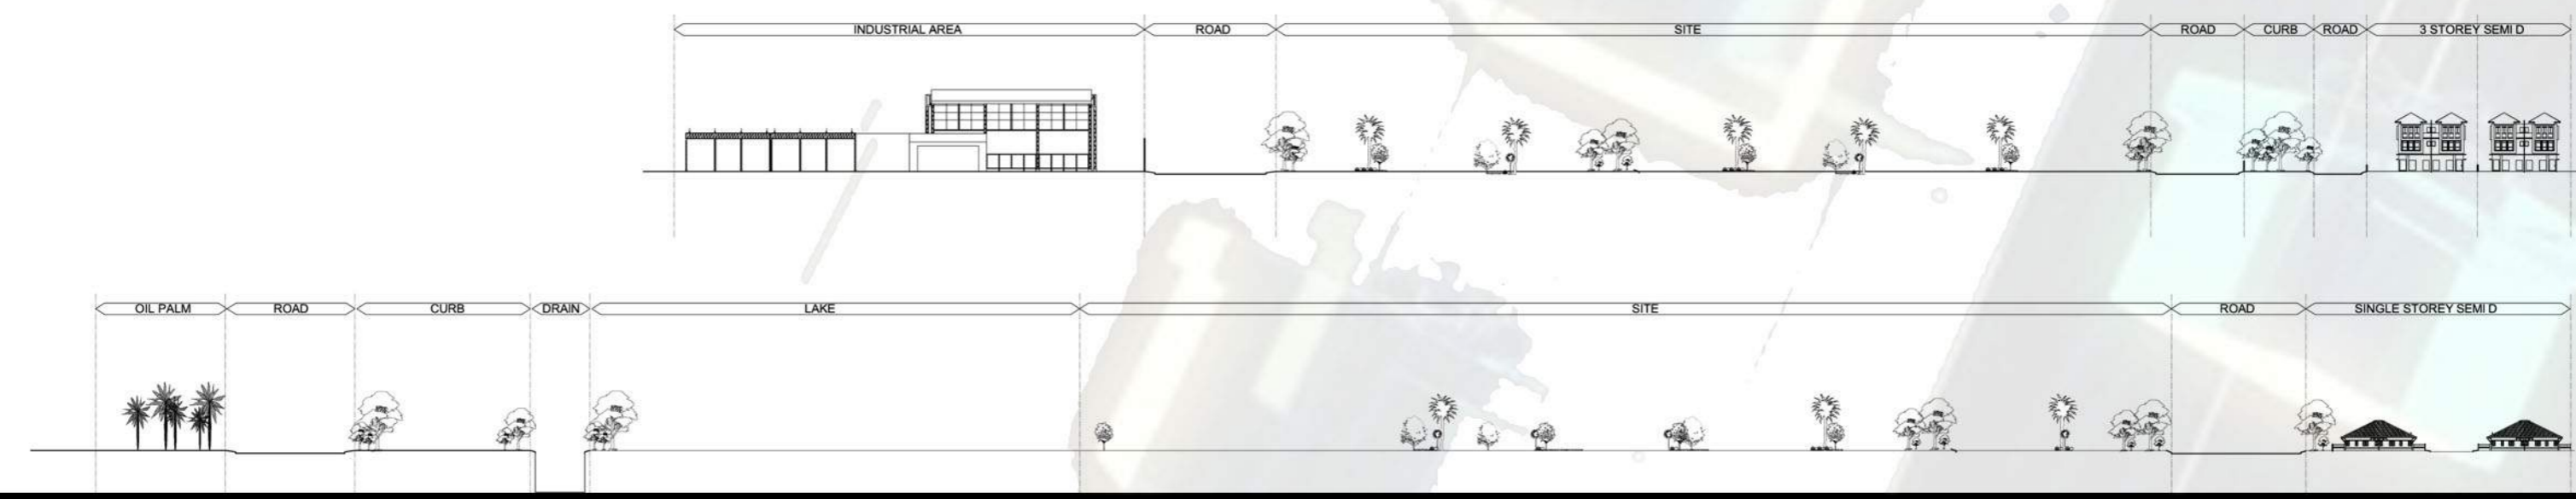 INDUSTRIAL AREA ROAD SITE ROAD CURB ROAD 3 STOREY SEMI D
OIL PALM ROAD CURB DRAIN LAKE SITE ROAD SINGLE STOREY SEMI D